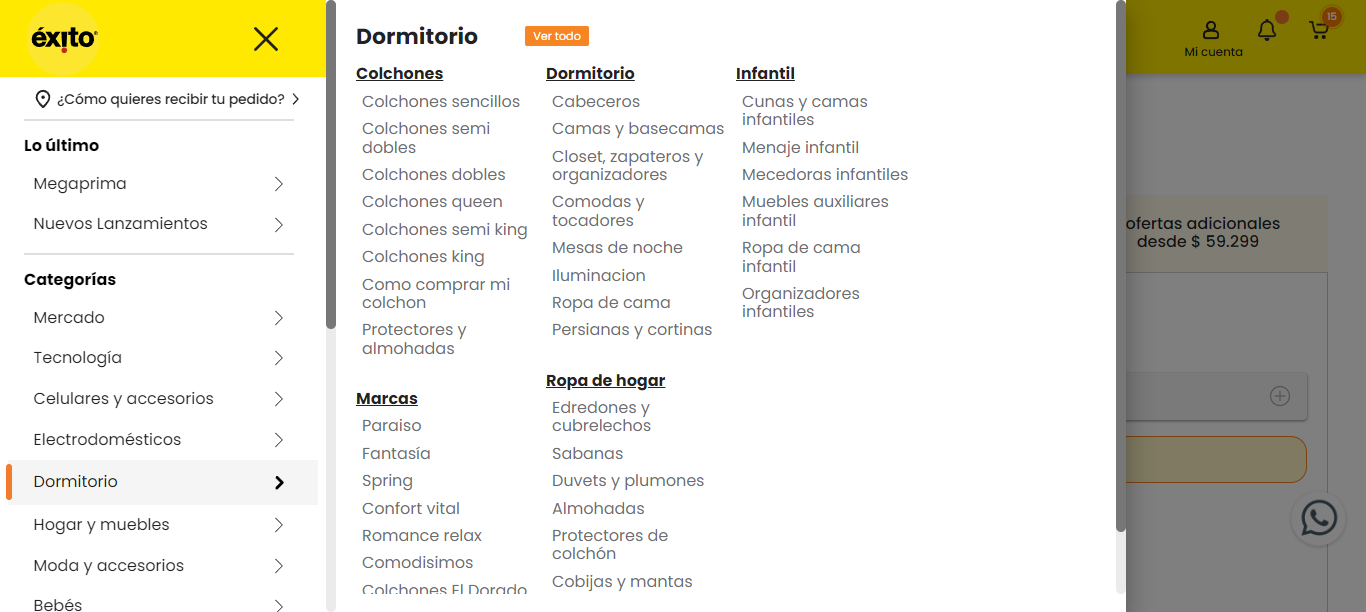 éxito
¿Cómo quieres recibir tu pedido?
Lo último
Megaprima
Nuevos Lanzamientos
Categorías
Mercado
Tecnología
Celulares y accesorios
Electrodomésticos
Dormitorio
Hogar y muebles
Moda y accesorios
Bebés
Dormitorio
Ver todo
Colchones
Colchones sencillos
Colchones semi
dobles
Colchones dobles
Colchones queen
Colchones semi king
Colchones king
Como comprar mi
colchon
Protectores y
almohadas
Marcas
Paraiso
Fantasía
Spring
Confort vital
Romance relax
Comodisimos
Colchones El Dorado
Dormitorio
Cabeceros
Camas y basecamas
Closet, zapateros y
organizadores
Comodas y
tocadores
Mesas de noche
Iluminacion
Ropa de cama
Persianas y cortinas
Ropa de hogar
Edredones y
cubrelechos
Sabanas
Duvets y plumones
Almohadas
Protectores de
colchón
Cobijas y mantas
Infantil
Cunas y camas
infantiles
Menaje infantil
Mecedoras infantiles
Muebles auxiliares
infantil
Ropa de cama
infantil
Organizadores
infantiles
Mi cuenta
15
ofertas adicionales
desde $ 59.299